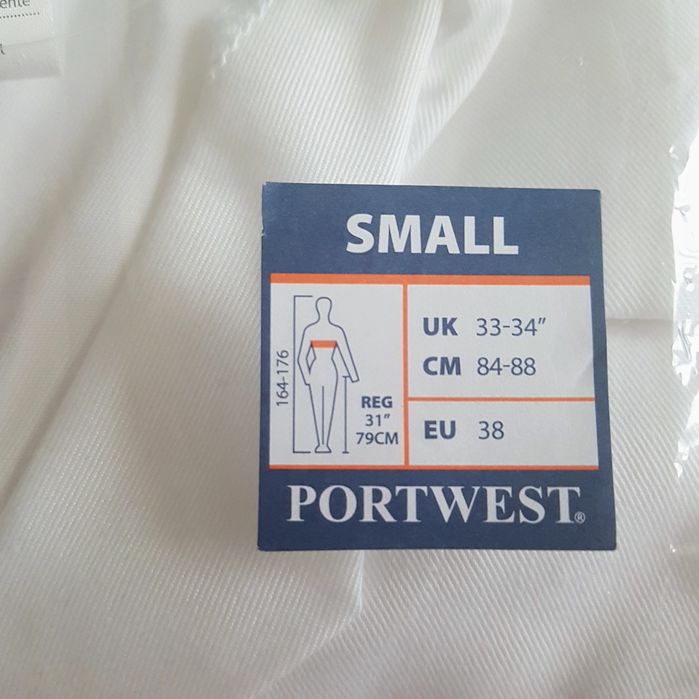 SMALL
164-176
REG
31"
79CM
UK 33-34"
CM 84-88
EU 38
PORTWEST®